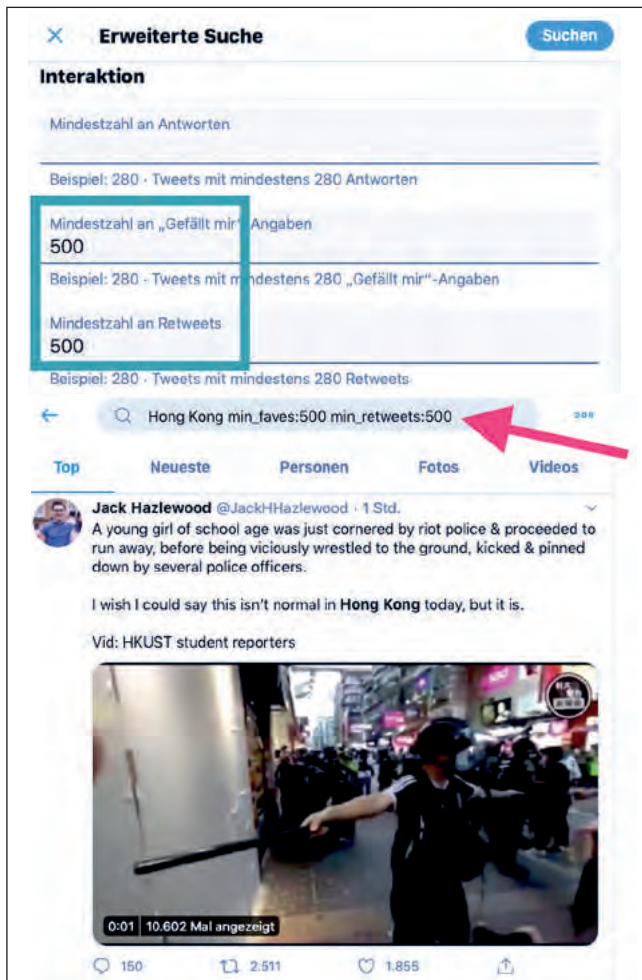 Erweiterte Suche
Suchen
Interaktion
Mindestzahl an Antworten
Beispiel: 280 · Tweets mit mindestens 280 Antworten
Mindestzahl an „Gefällt mir“-Angaben
500
Beispiel: 280 · Tweets mit mindestens 280 „Gefällt mir“-Angaben
Mindestzahl an Retweets
500
Beispiel: 280 · Tweets mit mindestens 280 Retweets
Hong Kong min_faves:500 min_retweets:500
Top Neueste Personen Fotos Videos
Jack Hazlewood @JackHHazlewood · 1 Std.
A young girl of school age was just cornered by riot police & proceeded to
run away, before being viciously wrestled to the ground, kicked & pinned
down by several police officers.
I wish I could say this isn't normal in Hong Kong today, but it is.
Vid: HKUST student reporters
0:01 10.602 Mal angezeigt
150 2.511 1.855